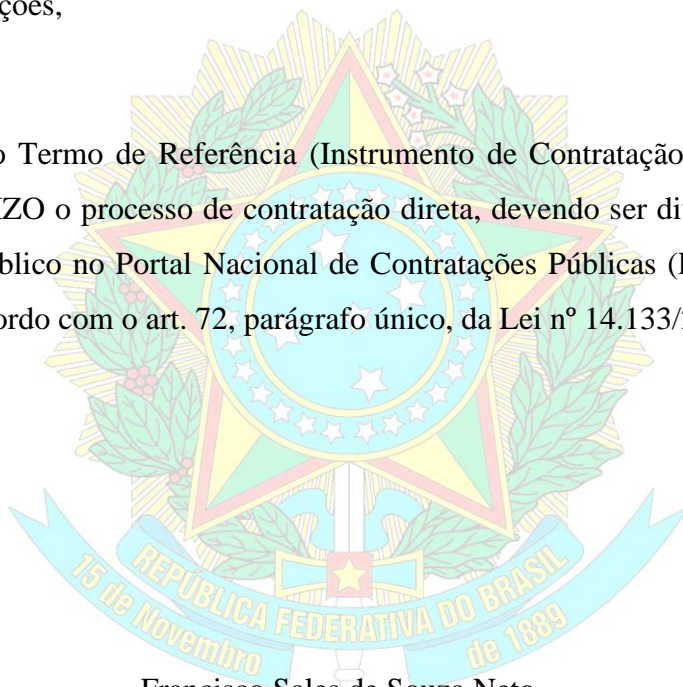 ções,
o Termo de Referência (Instrumento de Contratação
IZO o processo de contratação direta, devendo ser di
blico no Portal Nacional de Contratações Públicas (
ordo com o art. 72, parágrafo único, da Lei nº 14.133/
REPÚBLICA FEDERATIVA DO BRASIL
15 de Novembro de 1889
Francisco Sales de Souza Neto